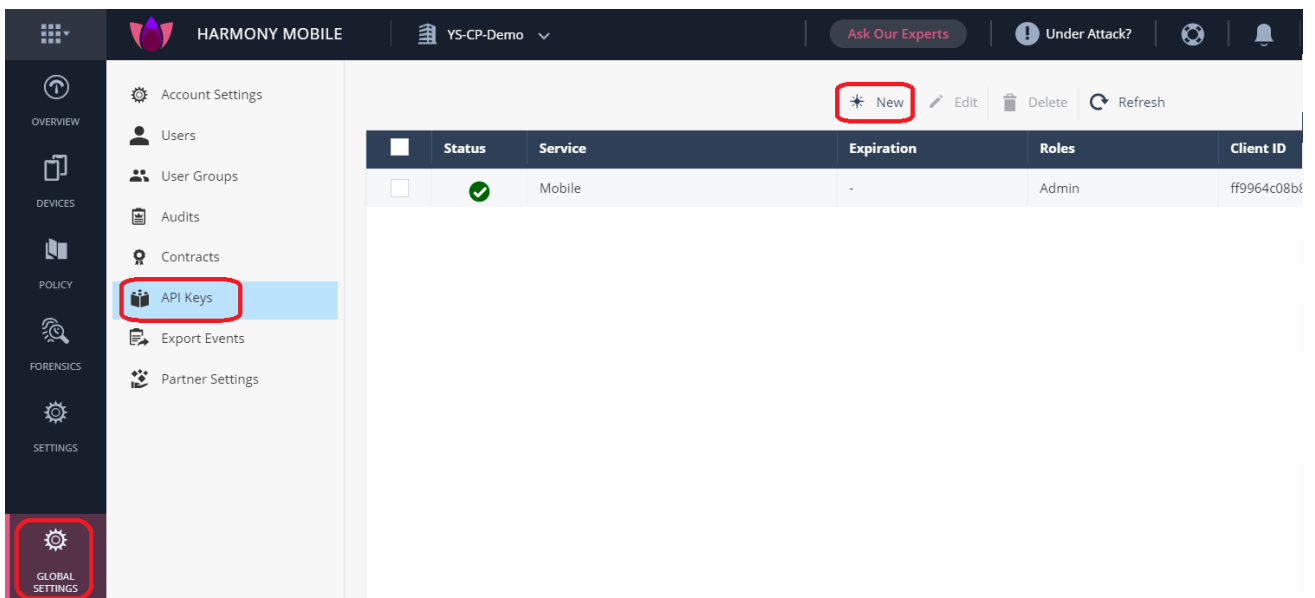 HARMONY MOBILE
YS-CP-Demo
Ask Our Experts
Under Attack?
OVERVIEW
DEVICES
POLICY
FORENSICS
SETTINGS
GLOBAL
SETTINGS
Account Settings
Users
User Groups
Audits
Contracts
API Keys
Export Events
Partner Settings
New Edit Delete Refresh
Status Service Expiration Roles Client ID
Mobile - Admin ff9964c08b8